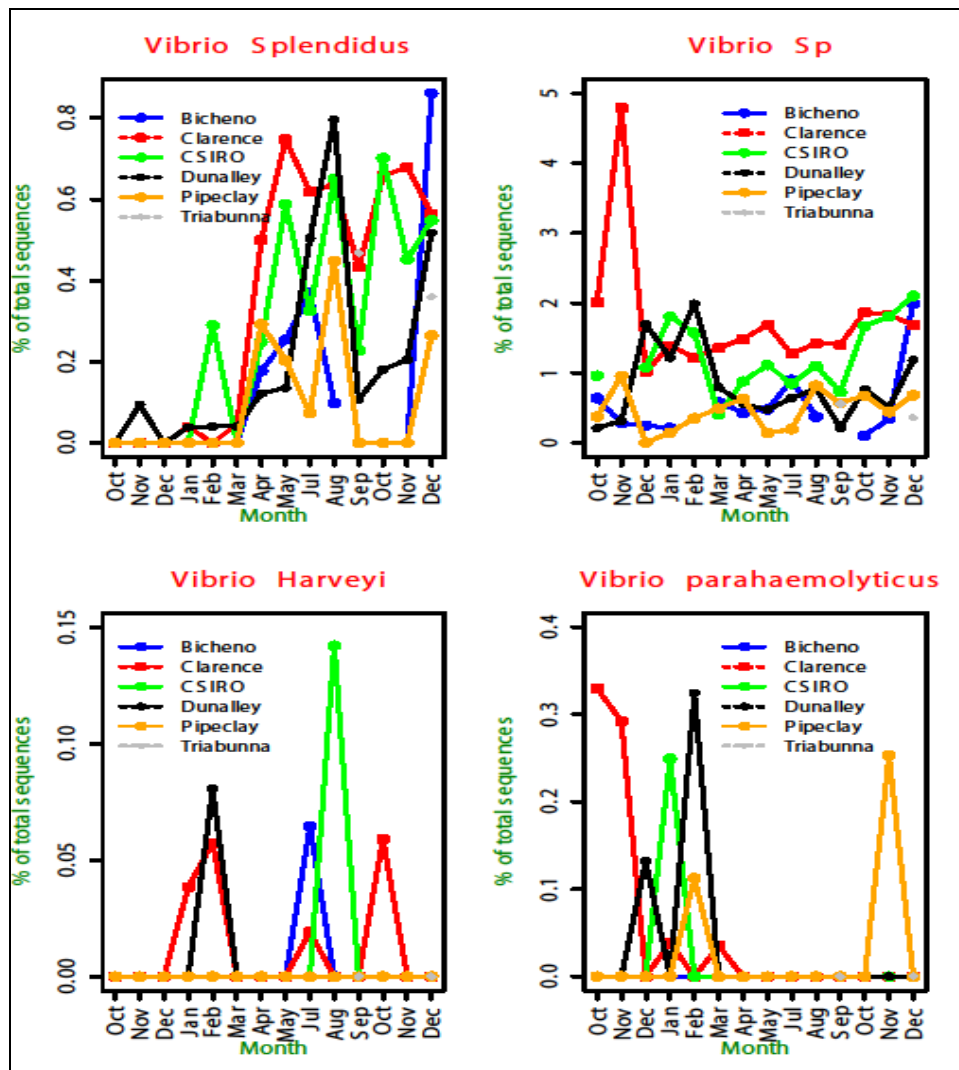 Vibrio Splendidus
% of total sequences
0.0 0.2 0.4 0.6 0.8
Bicheno
Clarence
CSIRO
Dunalley
Pipeclay
Triabunna
Oct Nov Dec Jan Feb Mar Apr May Jul Aug Sep Oct Nov Dec
Month
Vibrio Sp
% of total sequences
0 1 2 3 4 5
Bicheno
Clarence
CSIRO
Dunalley
Pipeclay
Triabunna
Oct Nov Dec Jan Feb Mar Apr May Jul Aug Sep Oct Nov Dec
Month
Vibrio Harveyi
% of total sequences
0.00 0.05 0.10 0.15
Bicheno
Clarence
CSIRO
Dunalley
Pipeclay
Triabunna
Oct Nov Dec Jan Feb Mar Apr May Jul Aug Sep Oct Nov Dec
Month
Vibrio parahaemolyticus
% of total sequences
0.0 0.1 0.2 0.3 0.4
Bicheno
Clarence
CSIRO
Dunalley
Pipeclay
Triabunna
Oct Nov Dec Jan Feb Mar Apr May Jul Aug Sep Oct Nov Dec
Month